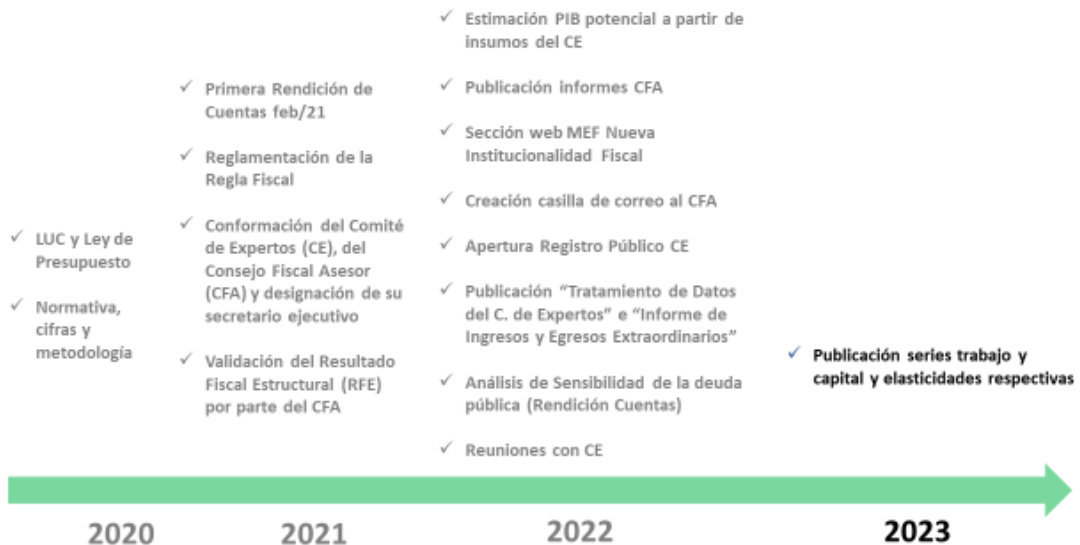 ✓ LUC y Ley de
Presupuesto
✓ Normativa,
cifras y
metodología
✓ Primera Rendición de
Cuentas feb/21
✓ Reglamentación de la
Regla Fiscal
✓ Conformación del Comité
de Expertos (CE), del
Consejo Fiscal Asesor
(CFA) y designación de su
secretario ejecutivo
✓ Validación del Resultado
Fiscal Estructural (RFE)
por parte del CFA
✓ Estimación PIB potencial a partir de
insumos del CE
✓ Publicación informes CFA
✓ Sección web MEF Nueva
Institucionalidad Fiscal
✓ Creación casilla de correo al CFA
✓ Apertura Registro Público CE
✓ Publicación “Tratamiento de Datos
del C. de Expertos” e “Informe de
Ingresos y Egresos Extraordinarios”
✓ Análisis de Sensibilidad de la deuda
pública (Rendición Cuentas)
✓ Reuniones con CE
✓ Publicación series trabajo y
capital y elasticidades respectivas
2020
2021
2022
2023